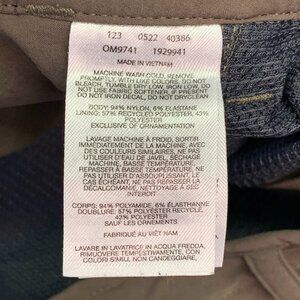 123 0522 40386
OM9741 1929941
MADE IN VIETNAM
MACHINE WASH COLD, REMOVE
PROMPTLY, WITH LIKE COLORS. DO NOT
BLEACH, TUMBLE DRY LOW, IRON LOW, DO
NOT USE FABRIC SOFTENER, IF PRESENT
DO NOT IRON DECAL, DO NOT DRYCLEAN
BODY: 94% NYLON, 6% ELASTANE
LINING: 57% RECYCLED POLYESTER, 43%
POLYESTER
EXCLUSIVE OF ORNAMENTATION
LAVAGE MACHINE À FROID, SORTIR
IMMÉDIATEMENT DE LA MACHINE, AVEC
DES COULEURS SIMILAIRES, NE PAS
UTILISER D'EAU DE JAVEL, SÉCHAGE
MACHINE, BASSE TEMPÉRATURE,
REPASSER À BASSE TEMPÉRATURE, NE
PAS UTILISER D'ASSOUPLISSANT, LE
CAS ÉCHÉANT, NE PAS REPASSER LA
DÉCALCOMANIE, NETTOYAGE À SEC
INTERDIT
CORPS: 94% POLYAMIDE, 6% ÉLASTHANNE
DOUBLURE: 57% POLYESTER RECYCLÉ,
43% POLYESTER
SAUF LES ORNEMENTS
FABRIQUÉ AU VIÊT NAM
LAVARE IN LAVATRICE IN ACQUA FREDDA,
RIMUOVERE TEMPESTIVAMENTE, CON
COLORI SIMILI, NON CANDEGGIARE,